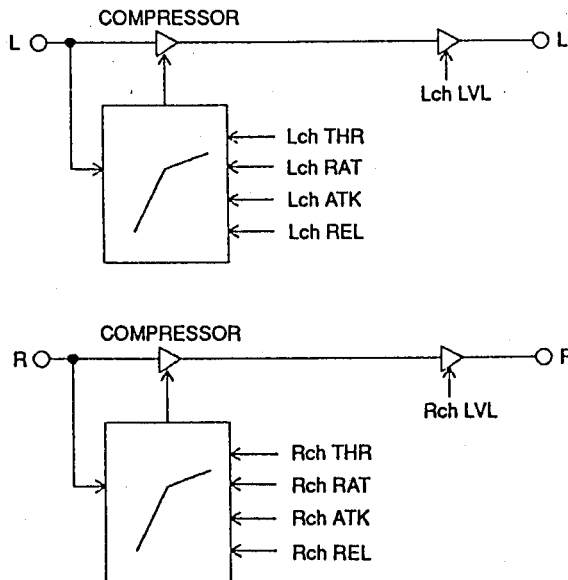 COMPRESSOR
L L
Lch LVL
Lch THR
Lch RAT
Lch ATK
Lch REL
COMPRESSOR
R R
Rch LVL
Rch THR
Rch RAT
Rch ATK
Rch REL